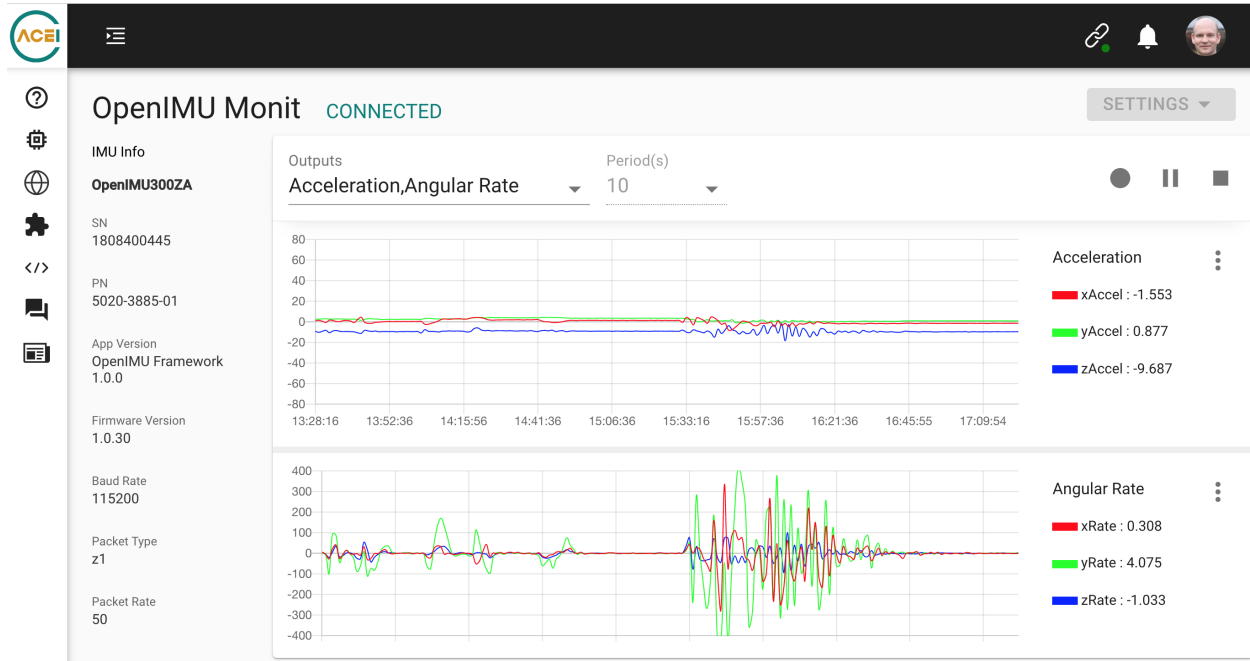 ACEI
OpenIMU Monit
CONNECTED
SETTINGS
IMU Info
OpenIMU300ZA
SN
1808400445
PN
5020-3885-01
App Version
OpenIMU Framework
1.0.0
Firmware Version
1.0.30
Baud Rate
115200
Packet Type
z1
Packet Rate
50
Outputs
Acceleration,Angular Rate
Period(s)
10
80
60
40
20
0
-20
-40
-60
-80
13:28:16 13:52:36 14:15:56 14:41:36 15:06:36 15:33:16 15:57:36 16:21:36 16:45:55 17:09:54
Acceleration
xAccel : -1.553
yAccel : 0.877
zAccel : -9.687
400
300
200
100
0
-100
-200
-300
-400
Angular Rate
xRate : 0.308
yRate : 4.075
zRate : -1.033